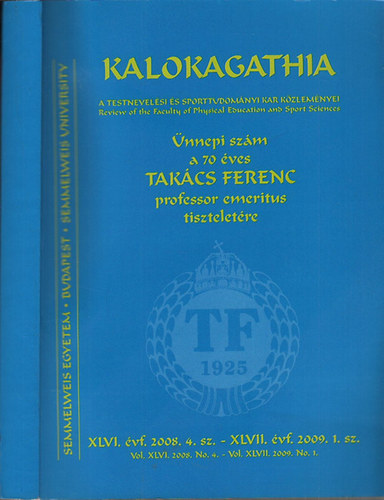 KALOKAGATHIA
A TESTNEVELÉSI ÉS SPORTTUDOMÁNYI KAR KÖZLEMÉNYEI
Review of the Faculty of Physical Education and Sport Sciences
Ünnepi szám
a 70 éves
TAKÁCS FERENC
professor emeritus
tiszteletére
TF
1925
XLVI. évf. 2008. 4. sz. - XLVII. évf. 2009. 1. sz.
Vol. XLVI. 2008. No. 4. - Vol. XLVII. 2009. No. 1.
SEMMELWEIS EGYETEM • BUDAPEST • SEMMELWEIS UNIVERSITY